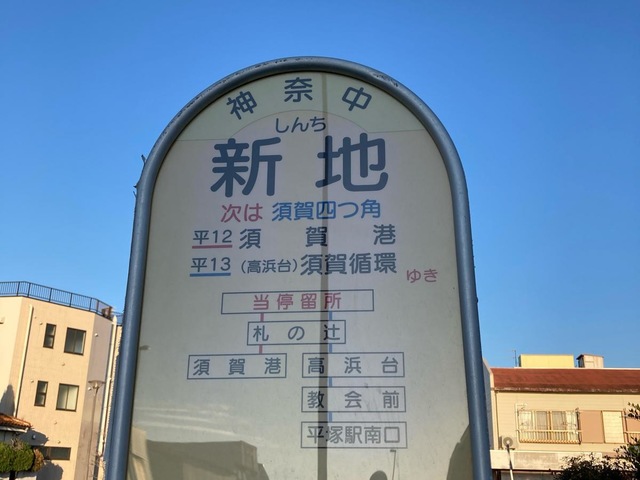 神奈中
しんち
新地
次は 須賀四つ角
平12 須賀港
平13 (高浜台)須賀循環 ゆき
当停留所
札の辻
須賀港 高浜台
教会前
平塚駅南口